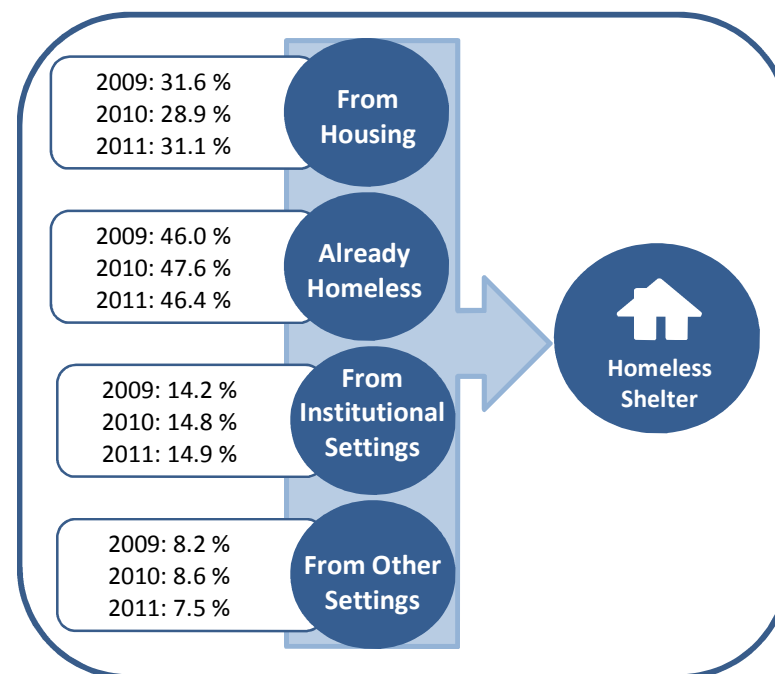 2009: 31.6 %
2010: 28.9 %
2011: 31.1 %
From
Housing
2009: 46.0 %
2010: 47.6 %
2011: 46.4 %
Already
Homeless
2009: 14.2 %
2010: 14.8 %
2011: 14.9 %
From
Institutional
Settings
2009: 8.2 %
2010: 8.6 %
2011: 7.5 %
From Other
Settings
Homeless
Shelter